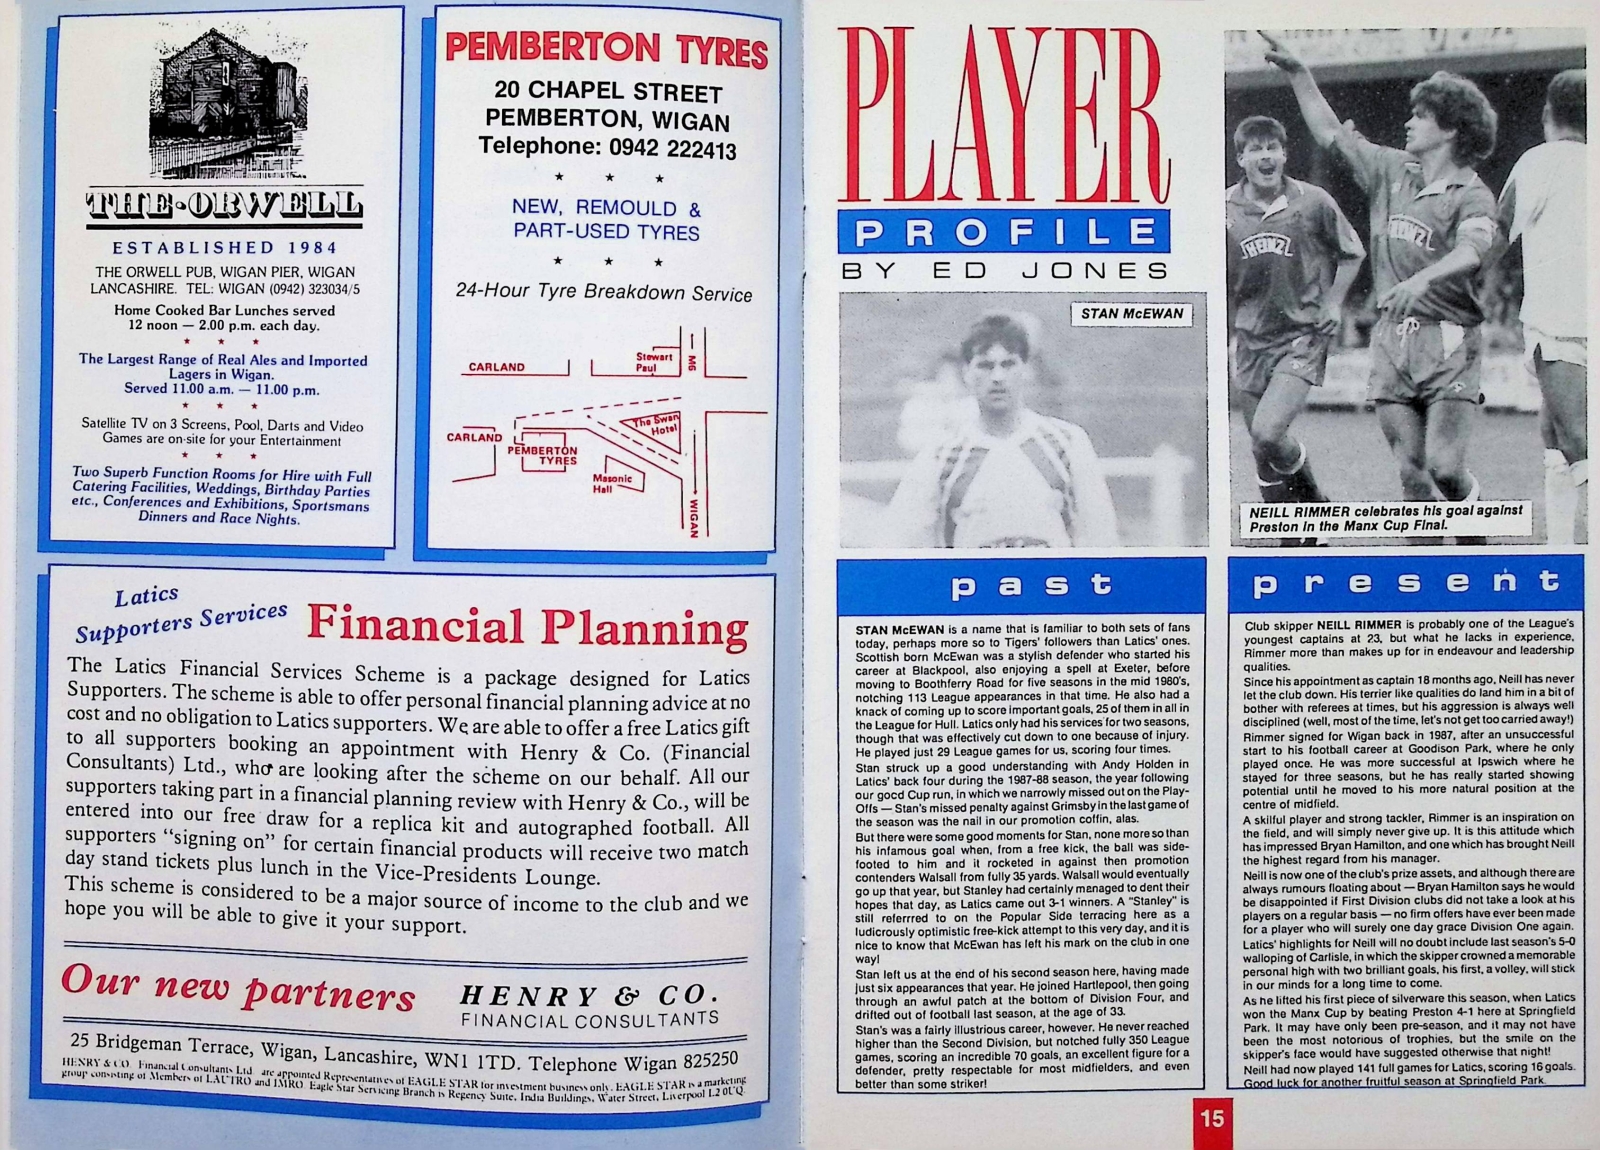 THE·ORWELL
ESTABLISHED 1984
THE ORWELL PUB, WIGAN PIER, WIGAN
LANCASHIRE. TEL: WIGAN (0942) 323034/5
Home Cooked Bar Lunches served
12 noon — 2.00 p.m. each day.
★ ★ ★
The Largest Range of Real Ales and Imported
Lagers in Wigan.
Served 11.00 a.m. — 11.00 p.m.
★ ★ ★
Satellite TV on 3 Screens, Pool, Darts and Video
Games are on-site for your Entertainment
★ ★ ★
Two Superb Function Rooms for Hire with Full
Catering Facilities, Weddings, Birthday Parties
etc., Conferences and Exhibitions, Sportsmans
Dinners and Race Nights.
PEMBERTON TYRES
20 CHAPEL STREET
PEMBERTON, WIGAN
Telephone: 0942 222413
★ ★ ★
NEW, REMOULD &
PART-USED TYRES
★ ★ ★
24-Hour Tyre Breakdown Service
CARLAND
Stewart
Paul
M6
The Swan
Hotel
CARLAND
PEMBERTON
TYRES
Masonic
Hall
WIGAN
Latics
Supporters Services
Financial Planning
The Latics Financial Services Scheme is a package designed for Latics
Supporters. The scheme is able to offer personal financial planning advice at no
cost and no obligation to Latics supporters. We are able to offer a free Latics gift
to all supporters booking an appointment with Henry & Co. (Financial
Consultants) Ltd., who are looking after the scheme on our behalf. All our
supporters taking part in a financial planning review with Henry & Co., will be
entered into our free draw for a replica kit and autographed football. All
supporters "signing on" for certain financial products will receive two match
day stand tickets plus lunch in the Vice-Presidents Lounge.
This scheme is considered to be a major source of income to the club and we
hope you will be able to give it your support.
Our new partners
HENRY & CO.
FINANCIAL CONSULTANTS
25 Bridgeman Terrace, Wigan, Lancashire, WN1 1TD. Telephone Wigan 825250
HENRY & CO. Financial Consultants Ltd. are appointed Representatives of EAGLE STAR for investment business only. EAGLE STAR is a marketing
group consisting of Members of LAUTRO and IMRO. Eagle Star Servicing Branch is Regency Suite, India Buildings, Water Street, Liverpool L2 0UQ.
PLAYER
PROFILE
BY ED JONES
STAN McEWAN
HEINZ
HEINZ
NEILL RIMMER celebrates his goal against
Preston in the Manx Cup Final.
past
STAN McEWAN is a name that is familiar to both sets of fans
today, perhaps more so to Tigers' followers than Latics' ones.
Scottish born McEwan was a stylish defender who started his
career at Blackpool, also enjoying a spell at Exeter, before
moving to Boothferry Road for five seasons in the mid 1980's,
notching 113 League appearances in that time. He also had a
knack of coming up to score important goals, 25 of them in all in
the League for Hull. Latics only had his services for two seasons,
though that was effectively cut down to one because of injury.
He played just 29 League games for us, scoring four times.
Stan struck up a good understanding with Andy Holden in
Latics' back four during the 1987-88 season, the year following
our good Cup run, in which we narrowly missed out on the Play-
Offs — Stan's missed penalty against Grimsby in the last game of
the season was the nail in our promotion coffin, alas.
But there were some good moments for Stan, none more so than
his infamous goal when, from a free kick, the ball was side-
footed to him and it rocketed in against then promotion
contenders Walsall from fully 35 yards. Walsall would eventually
go up that year, but Stanley had certainly managed to dent their
hopes that day, as Latics came out 3-1 winners. A "Stanley" is
still referrred to on the Popular Side terracing here as a
ludicrously optimistic free-kick attempt to this very day, and it is
nice to know that McEwan has left his mark on the club in one
way!
Stan left us at the end of his second season here, having made
just six appearances that year. He joined Hartlepool, then going
through an awful patch at the bottom of Division Four, and
drifted out of football last season, at the age of 33.
Stan's was a fairly illustrious career, however. He never reached
higher than the Second Division, but notched fully 350 League
games, scoring an incredible 70 goals, an excellent figure for a
defender, pretty respectable for most midfielders, and even
better than some striker!
present
Club skipper NEILL RIMMER is probably one of the League's
youngest captains at 23, but what he lacks in experience,
Rimmer more than makes up for in endeavour and leadership
qualities.
Since his appointment as captain 18 months ago, Neill has never
let the club down. His terrier like qualities do land him in a bit of
bother with referees at times, but his aggression is always well
disciplined (well, most of the time, let's not get too carried away!)
Rimmer signed for Wigan back in 1987, after an unsuccessful
start to his football career at Goodison Park, where he only
played once. He was more successful at Ipswich where he
stayed for three seasons, but he has really started showing
potential until he moved to his more natural position at the
centre of midfield.
A skilful player and strong tackler, Rimmer is an inspiration on
the field, and will simply never give up. It is this attitude which
has impressed Bryan Hamilton, and one which has brought Neill
the highest regard from his manager.
Neill is now one of the club's prize assets, and although there are
always rumours floating about — Bryan Hamilton says he would
be disappointed if First Division clubs did not take a look at his
players on a regular basis — no firm offers have ever been made
for a player who will surely one day grace Division One again.
Latics' highlights for Neill will no doubt include last season's 5-0
walloping of Carlisle, in which the skipper crowned a memorable
personal high with two brilliant goals, his first, a volley, will stick
in our minds for a long time to come.
As he lifted his first piece of silverware this season, when Latics
won the Manx Cup by beating Preston 4-1 here at Springfield
Park. It may have only been pre-season, and it may not have
been the most notorious of trophies, but the smile on the
skipper's face would have suggested otherwise that night!
Neill had now played 141 full games for Latics, scoring 16 goals.
Good luck for another fruitful season at Springfield Park.
15